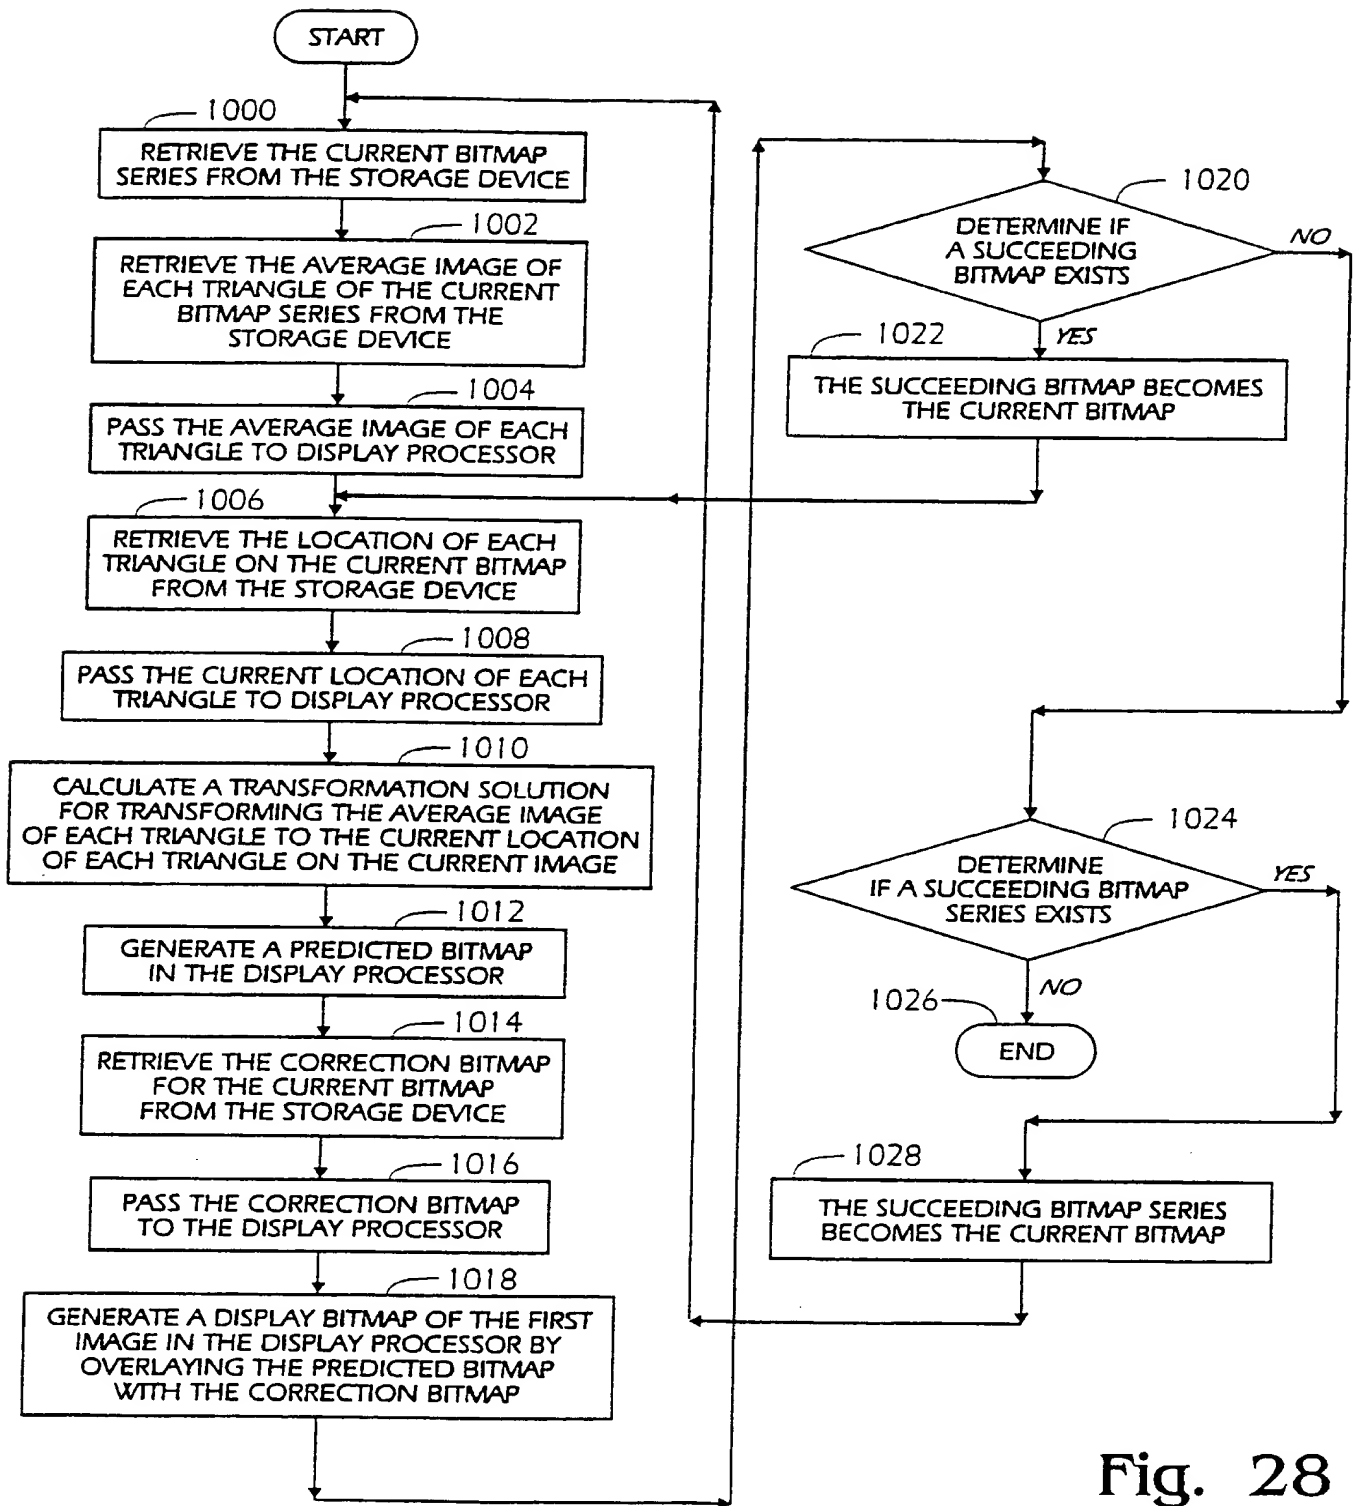 START
1000
RETRIEVE THE CURRENT BITMAP
SERIES FROM THE STORAGE DEVICE
1002
RETRIEVE THE AVERAGE IMAGE OF
EACH TRIANGLE OF THE CURRENT
BITMAP SERIES FROM THE
STORAGE DEVICE
1004
PASS THE AVERAGE IMAGE OF EACH
TRIANGLE TO DISPLAY PROCESSOR
1006
RETRIEVE THE LOCATION OF EACH
TRIANGLE ON THE CURRENT BITMAP
FROM THE STORAGE DEVICE
1008
PASS THE CURRENT LOCATION OF EACH
TRIANGLE TO DISPLAY PROCESSOR
1010
CALCULATE A TRANSFORMATION SOLUTION
FOR TRANSFORMING THE AVERAGE IMAGE
OF EACH TRIANGLE TO THE CURRENT LOCATION
OF EACH TRIANGLE ON THE CURRENT IMAGE
1012
GENERATE A PREDICTED BITMAP
IN THE DISPLAY PROCESSOR
1014
RETRIEVE THE CORRECTION BITMAP
FOR THE CURRENT BITMAP
FROM THE STORAGE DEVICE
1016
PASS THE CORRECTION BITMAP
TO THE DISPLAY PROCESSOR
1018
GENERATE A DISPLAY BITMAP OF THE FIRST
IMAGE IN THE DISPLAY PROCESSOR BY
OVERLAYING THE PREDICTED BITMAP
WITH THE CORRECTION BITMAP
1020
DETERMINE IF
A SUCCEEDING
BITMAP EXISTS
NO
YES
1022
THE SUCCEEDING BITMAP BECOMES
THE CURRENT BITMAP
1024
DETERMINE
IF A SUCCEEDING BITMAP
SERIES EXISTS
YES
NO
1026
END
1028
THE SUCCEEDING BITMAP SERIES
BECOMES THE CURRENT BITMAP
Fig. 28